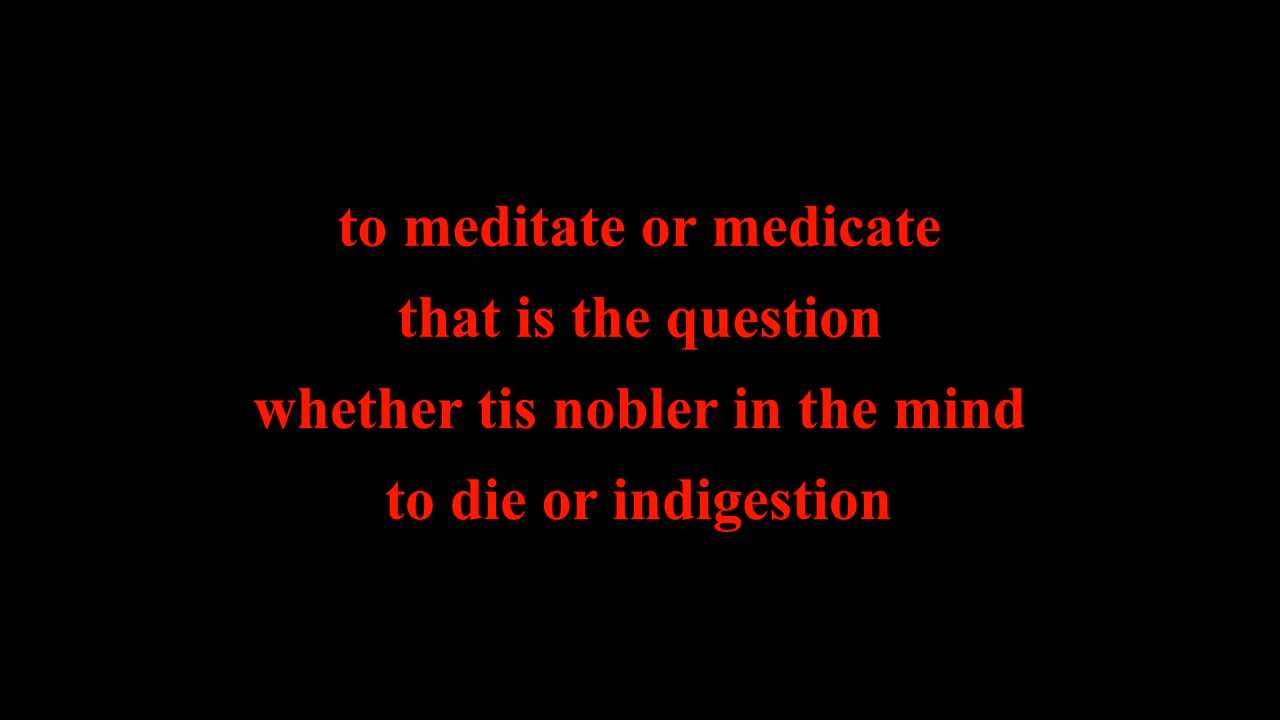 to meditate or medicate
that is the question
whether tis nobler in the mind
to die or indigestion